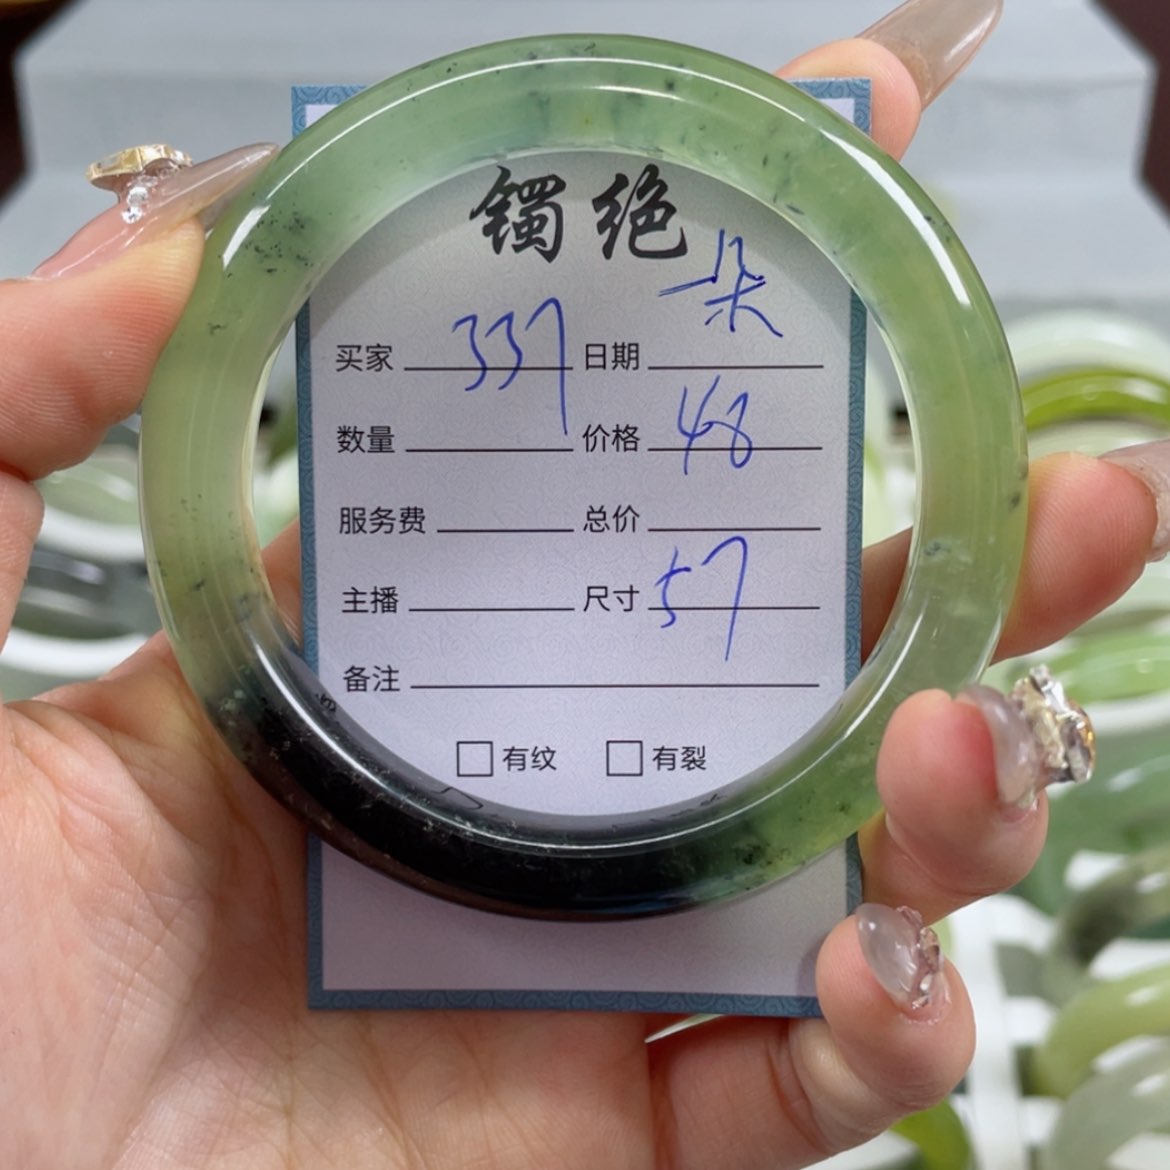 镯绝
朵
买家 337 日期
数量 价格 48
服务费 总价
主播 尺寸 57
备注
有纹 有裂